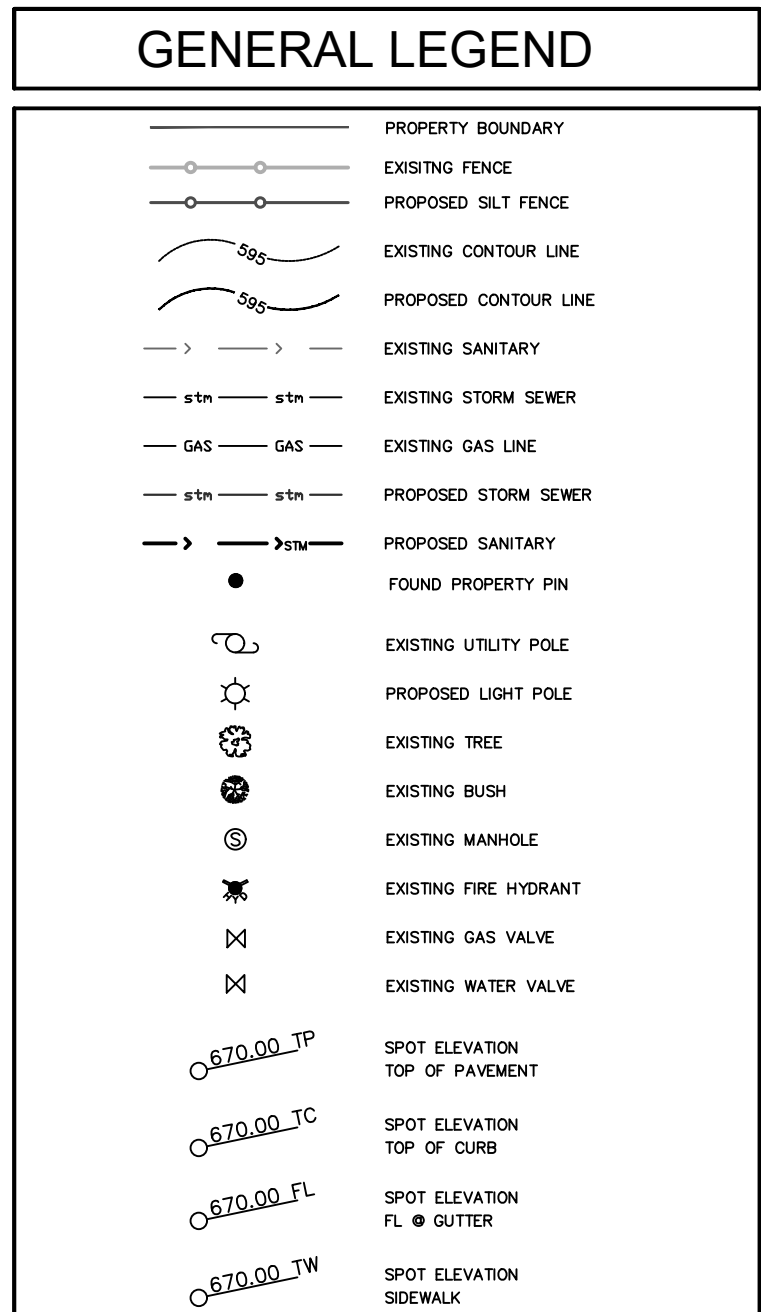 GENERAL LEGEND
PROPERTY BOUNDARY
EXISITNG FENCE
PROPOSED SILT FENCE
595 EXISTING CONTOUR LINE
595 PROPOSED CONTOUR LINE
EXISTING SANITARY
stm stm EXISTING STORM SEWER
GAS GAS EXISTING GAS LINE
stm stm PROPOSED STORM SEWER
STM PROPOSED SANITARY
FOUND PROPERTY PIN
EXISTING UTILITY POLE
PROPOSED LIGHT POLE
EXISTING TREE
EXISTING BUSH
S EXISTING MANHOLE
EXISTING FIRE HYDRANT
EXISTING GAS VALVE
EXISTING WATER VALVE
670.00 TP SPOT ELEVATION
TOP OF PAVEMENT
670.00 TC SPOT ELEVATION
TOP OF CURB
670.00 FL SPOT ELEVATION
FL @ GUTTER
670.00 TW SPOT ELEVATION
SIDEWALK